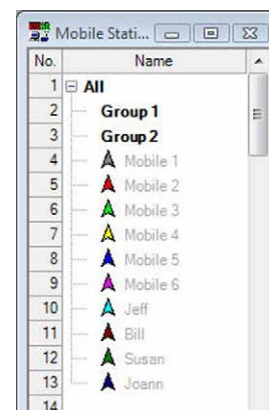 Mobile Stati...
No. Name
1 All
2 Group 1
3 Group 2
4 Mobile 1
5 Mobile 2
6 Mobile 3
7 Mobile 4
8 Mobile 5
9 Mobile 6
10 Jeff
11 Bill
12 Susan
13 Joann
14